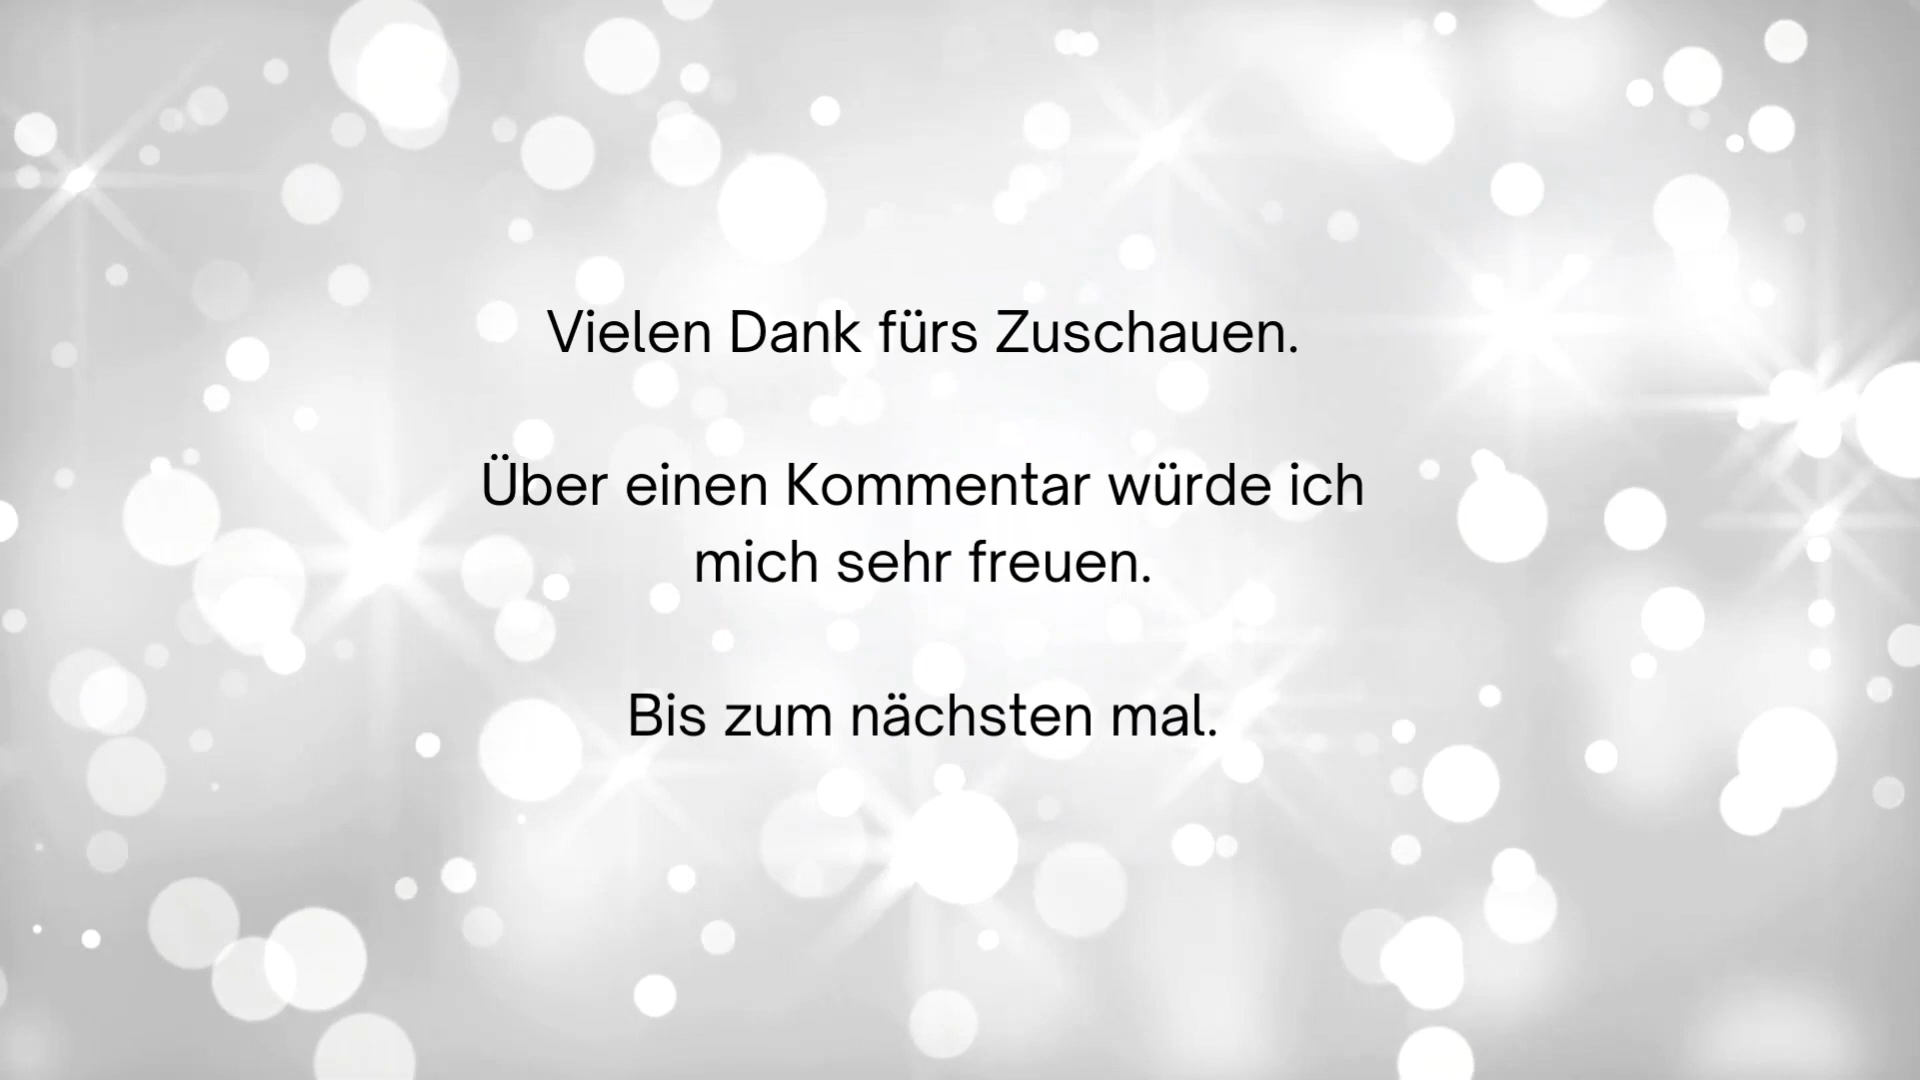 Vielen Dank fürs Zuschauen.
Über einen Kommentar würde ich
mich sehr freuen.
Bis zum nächsten mal.